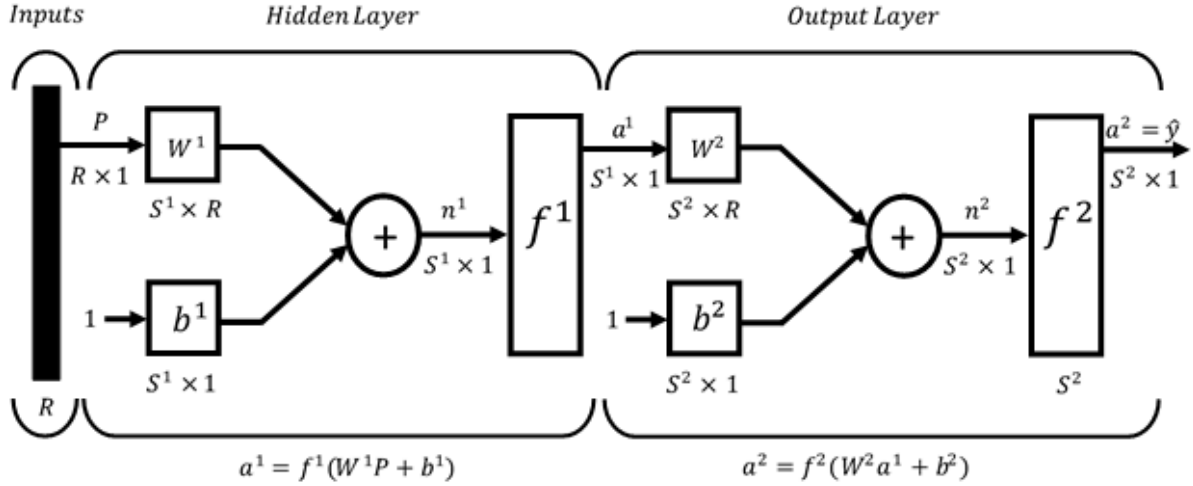 Inputs
Hidden Layer
Output Layer
P
R × 1
W¹
S¹ × R
1
b¹
S¹ × 1
+
n¹
S¹ × 1
f¹
a¹
S¹ × 1
W²
S² × R
1
b²
S² × 1
+
n²
S² × 1
f²
S²
a² = ŷ
S² × 1
R
a¹ = f¹(W¹P + b¹)
a² = f²(W²a¹ + b²)